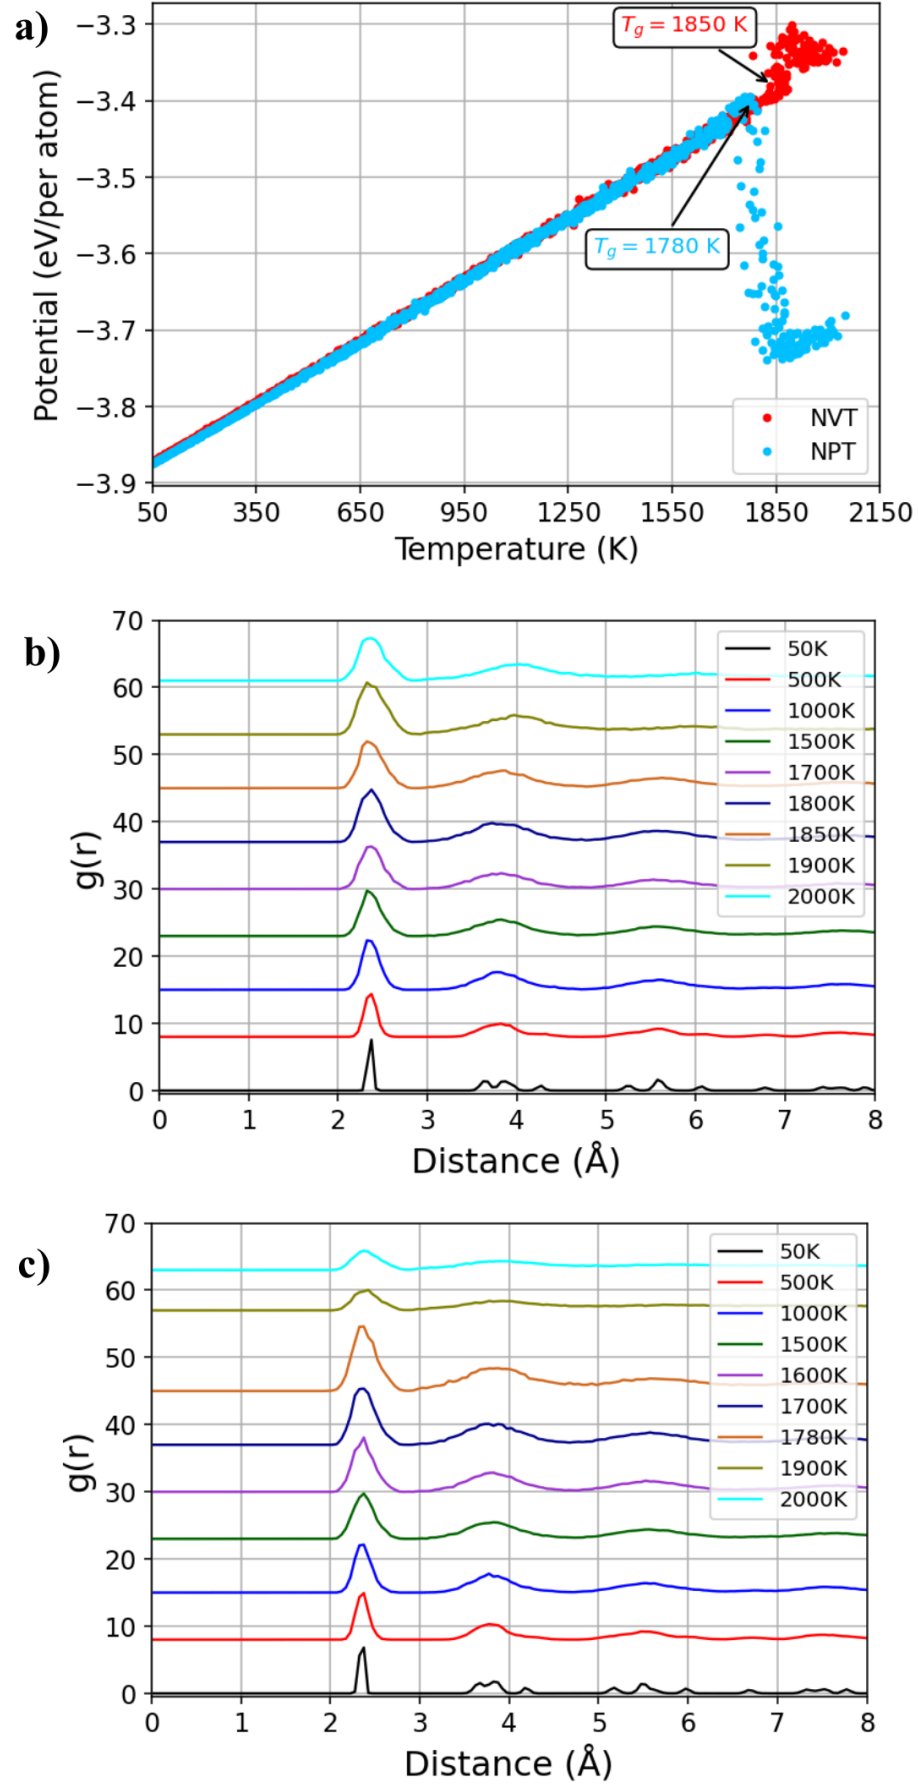 a)
Potential (eV/per atom)
−3.3
−3.4
−3.5
−3.6
−3.7
−3.8
−3.9
Tg = 1850 K
Tg = 1780 K
NVT
NPT
50 350 650 950 1250 1550 1850 2150
Temperature (K)
b)
g(r)
70
60
50
40
30
20
10
0
50K
500K
1000K
1500K
1700K
1800K
1850K
1900K
2000K
0 1 2 3 4 5 6 7 8
Distance (Å)
c)
g(r)
70
60
50
40
30
20
10
0
50K
500K
1000K
1500K
1600K
1700K
1780K
1900K
2000K
0 1 2 3 4 5 6 7 8
Distance (Å)